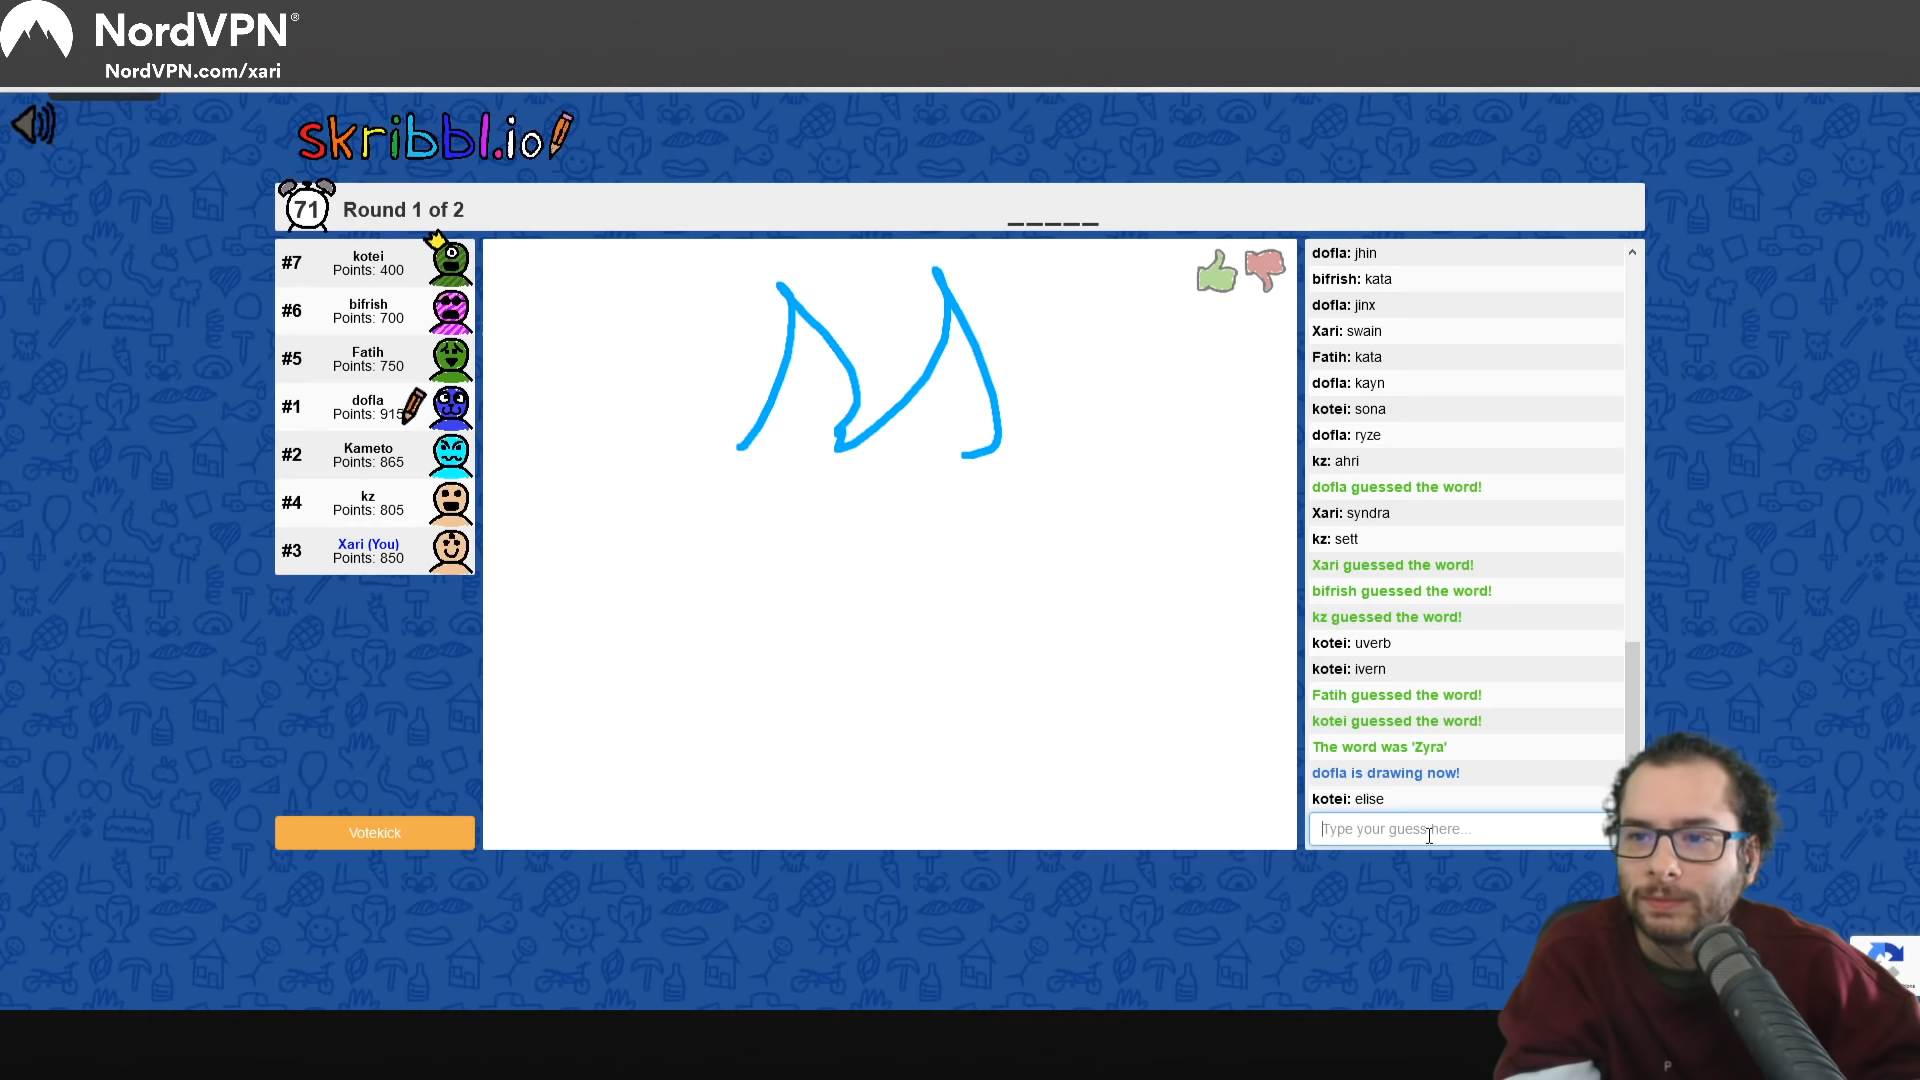 NordVPN®
NordVPN.com/xari
skribbl.io
71
Round 1 of 2
_ _ _ _ _
#7
kotei
Points: 400
#6
bifrish
Points: 700
#5
Fatih
Points: 750
#1
dofla
Points: 915
#2
Kameto
Points: 865
#4
kz
Points: 805
#3
Xari (You)
Points: 850
Votekick
dofla: jhin
bifrish: kata
dofla: jinx
Xari: swain
Fatih: kata
dofla: kayn
kotei: sona
dofla: ryze
kz: ahri
dofla guessed the word!
Xari: syndra
kz: sett
Xari guessed the word!
bifrish guessed the word!
kz guessed the word!
kotei: uverb
kotei: ivern
Fatih guessed the word!
kotei guessed the word!
The word was 'Zyra'
dofla is drawing now!
kotei: elise
Type your guess here...